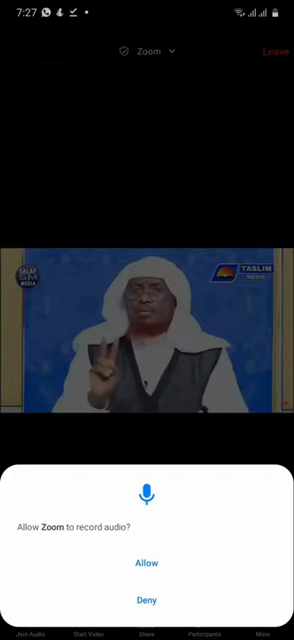 7:27
Zoom
Leave
SALAF
SM
MEDIA
TASLIM
MEDIA
Allow Zoom to record audio?
Allow
Deny
Join Audio
Start Video
Share
Participants
More